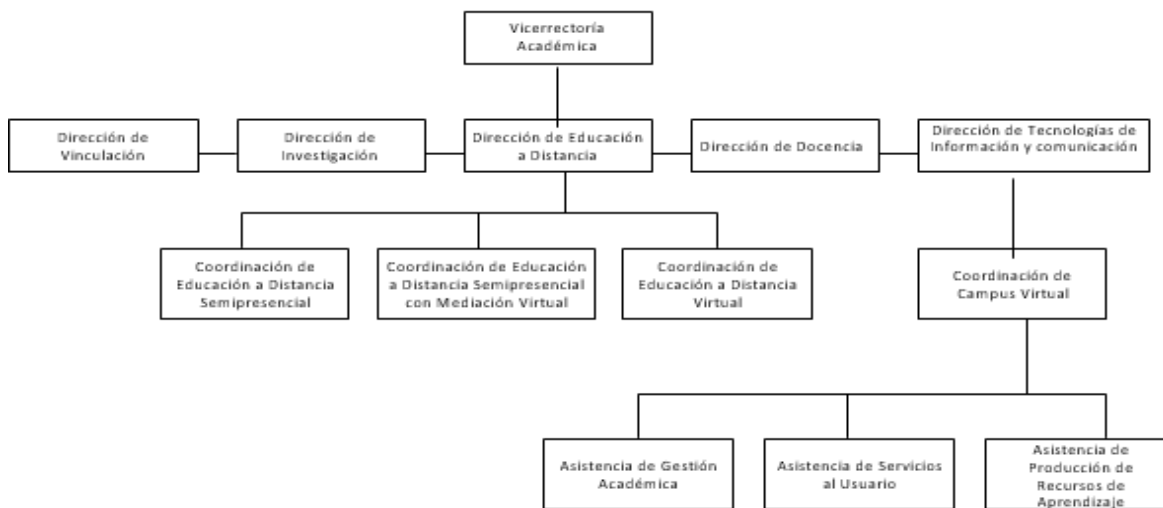 Vicerrectoría
Académica
Dirección de
Vinculación
Dirección de
Investigación
Dirección de Educación
a Distancia
Dirección de Docencia
Dirección de Tecnologías de
Información y comunicación
Coordinación de
Educación a Distancia
Semipresencial
Coordinación de Educación
a Distancia Semipresencial
con Mediación Virtual
Coordinación de
Educación a Distancia
Virtual
Coordinación de
Campus Virtual
Asistencia de Gestión
Académica
Asistencia de Servicios
al Usuario
Asistencia de
Producción de
Recursos de
Aprendizaje